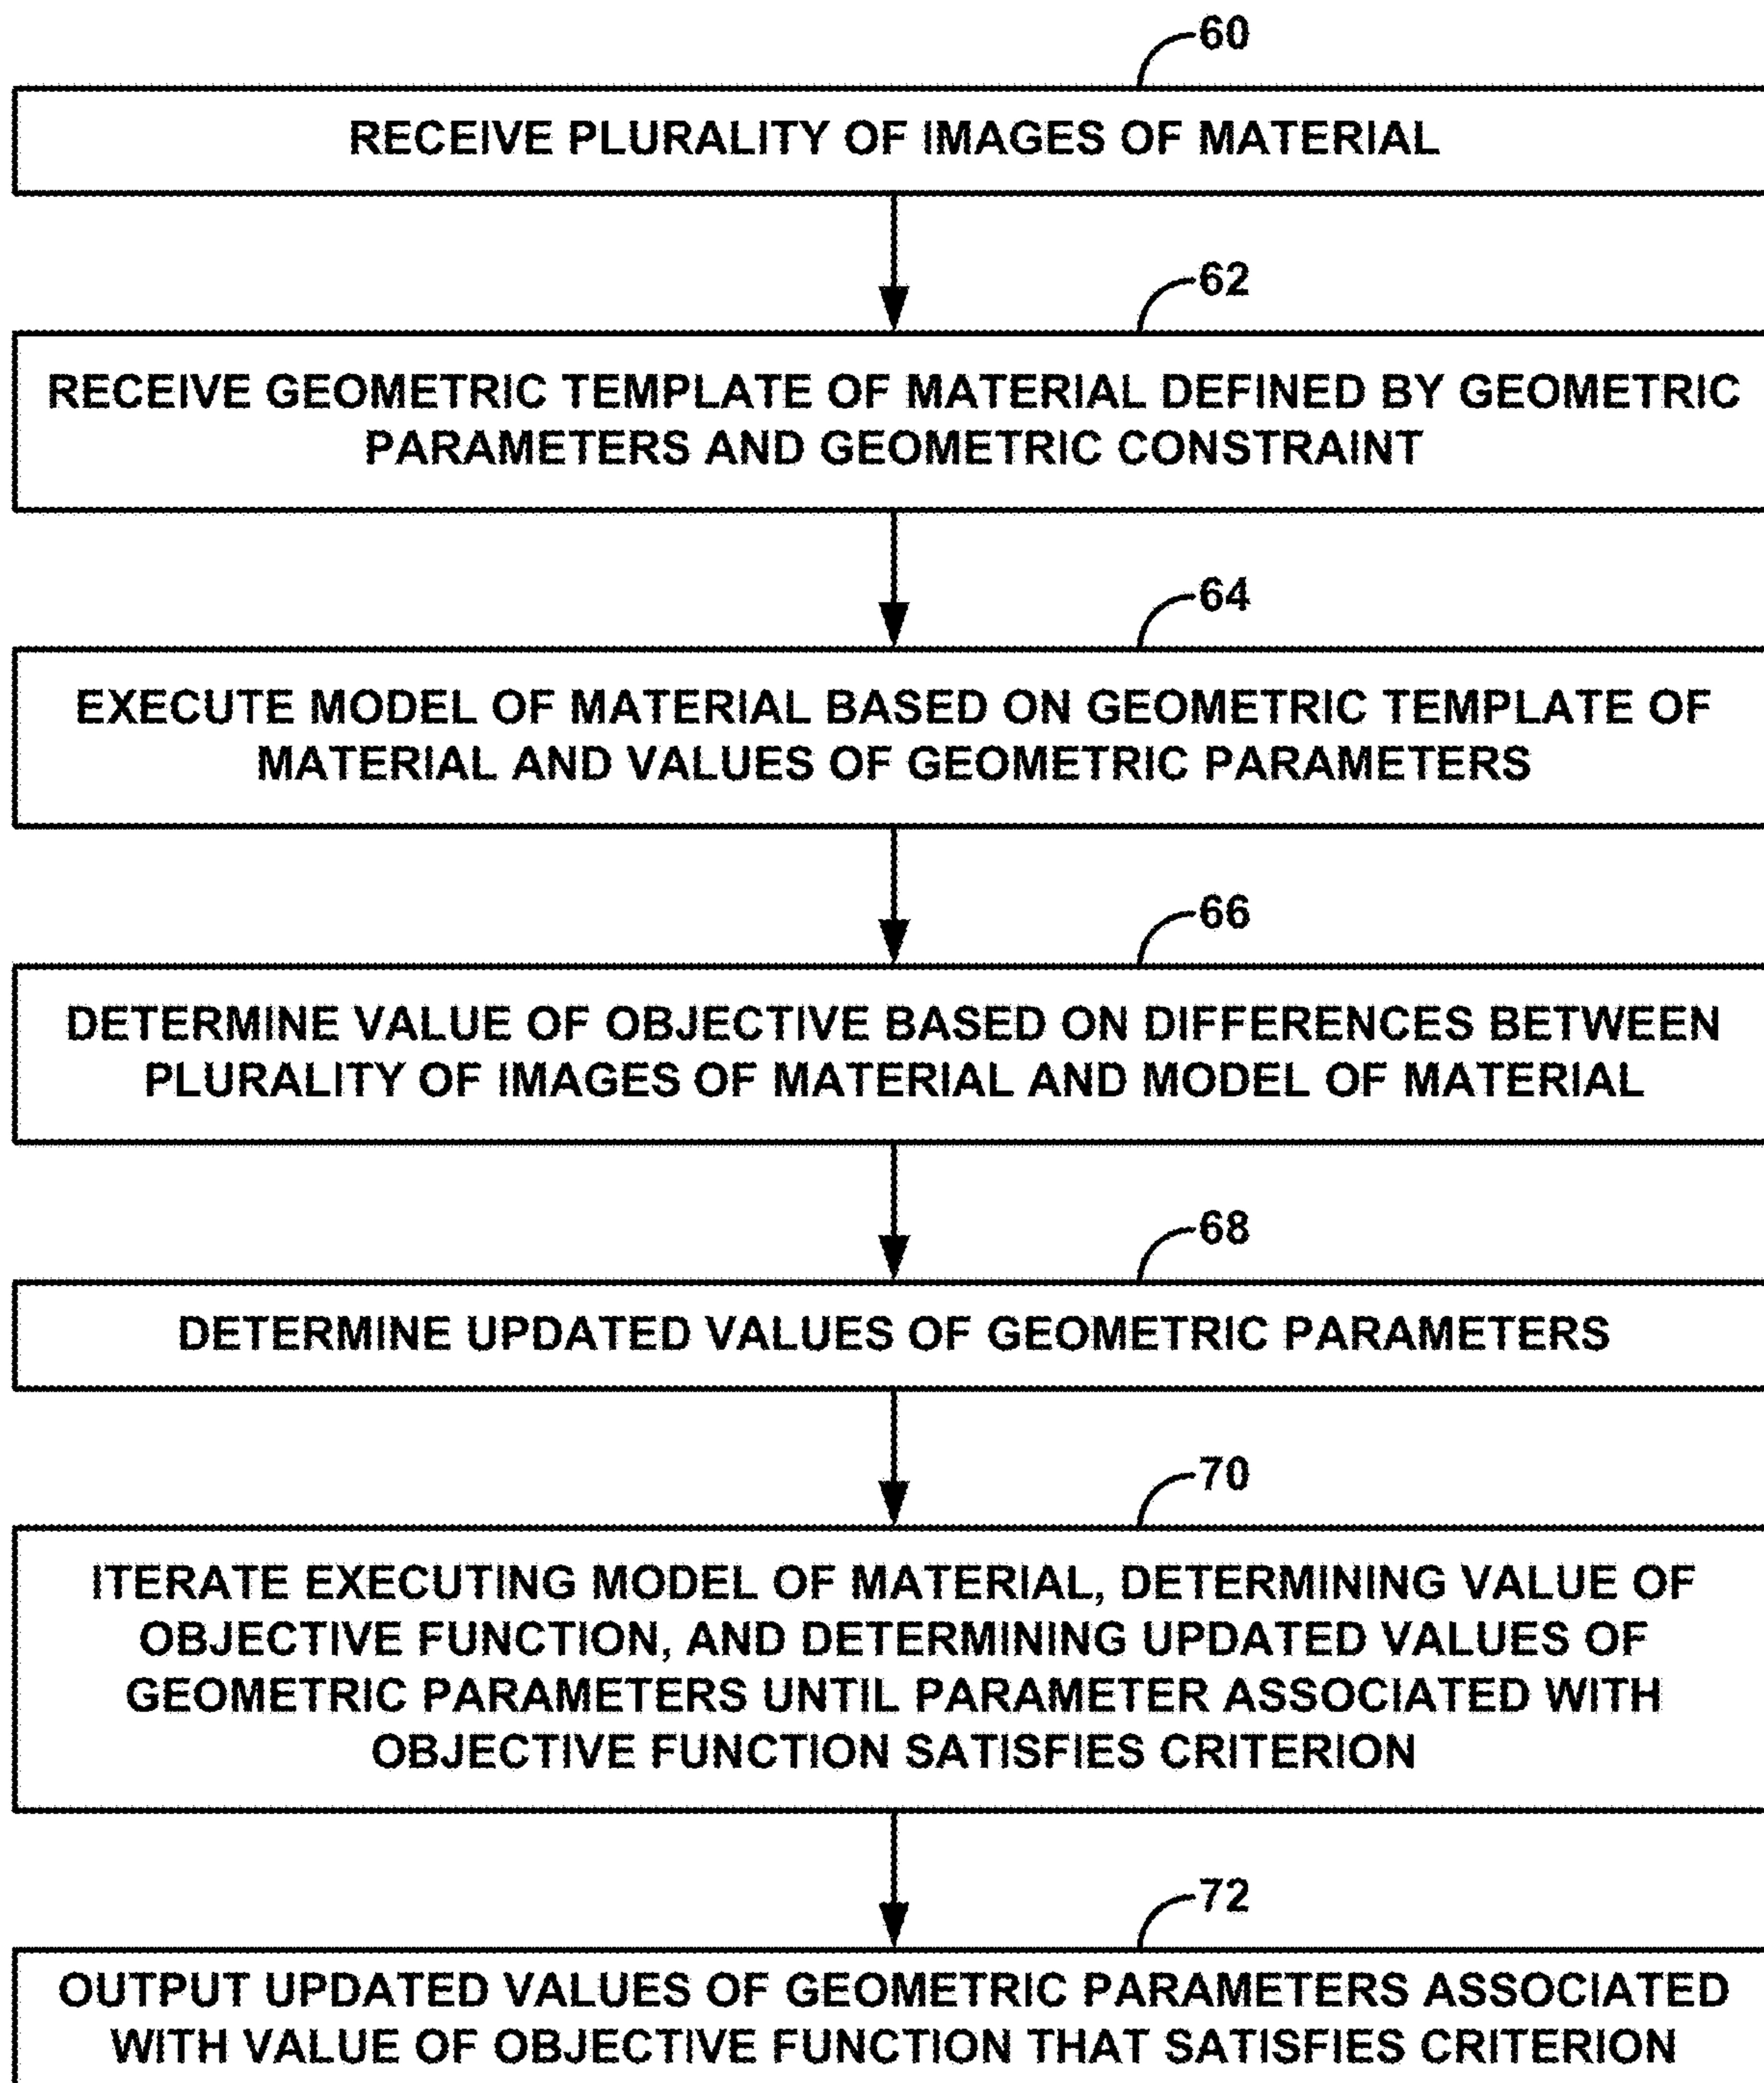 60
RECEIVE PLURALITY OF IMAGES OF MATERIAL
62
RECEIVE GEOMETRIC TEMPLATE OF MATERIAL DEFINED BY GEOMETRIC
PARAMETERS AND GEOMETRIC CONSTRAINT
64
EXECUTE MODEL OF MATERIAL BASED ON GEOMETRIC TEMPLATE OF
MATERIAL AND VALUES OF GEOMETRIC PARAMETERS
66
DETERMINE VALUE OF OBJECTIVE BASED ON DIFFERENCES BETWEEN
PLURALITY OF IMAGES OF MATERIAL AND MODEL OF MATERIAL
68
DETERMINE UPDATED VALUES OF GEOMETRIC PARAMETERS
70
ITERATE EXECUTING MODEL OF MATERIAL, DETERMINING VALUE OF
OBJECTIVE FUNCTION, AND DETERMINING UPDATED VALUES OF
GEOMETRIC PARAMETERS UNTIL PARAMETER ASSOCIATED WITH
OBJECTIVE FUNCTION SATISFIES CRITERION
72
OUTPUT UPDATED VALUES OF GEOMETRIC PARAMETERS ASSOCIATED
WITH VALUE OF OBJECTIVE FUNCTION THAT SATISFIES CRITERION